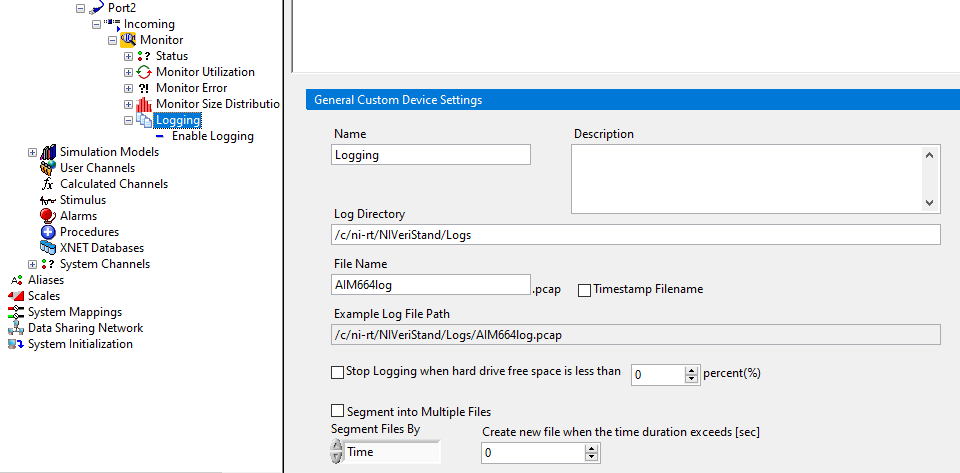 Port2
Incoming
Monitor
Status
Monitor Utilization
Monitor Error
Monitor Size Distributio
Logging
Enable Logging
Simulation Models
User Channels
Calculated Channels
Stimulus
Alarms
Procedures
XNET Databases
System Channels
Aliases
Scales
System Mappings
Data Sharing Network
System Initialization
General Custom Device Settings
Name
Description
Logging
Log Directory
/c/ni-rt/NIVeriStand/Logs
File Name
AIM664log .pcap Timestamp Filename
Example Log File Path
/c/ni-rt/NIVeriStand/Logs/AIM664log.pcap
Stop Logging when hard drive free space is less than 0 percent(%)
Segment into Multiple Files
Segment Files By
Create new file when the time duration exceeds [sec]
Time
0